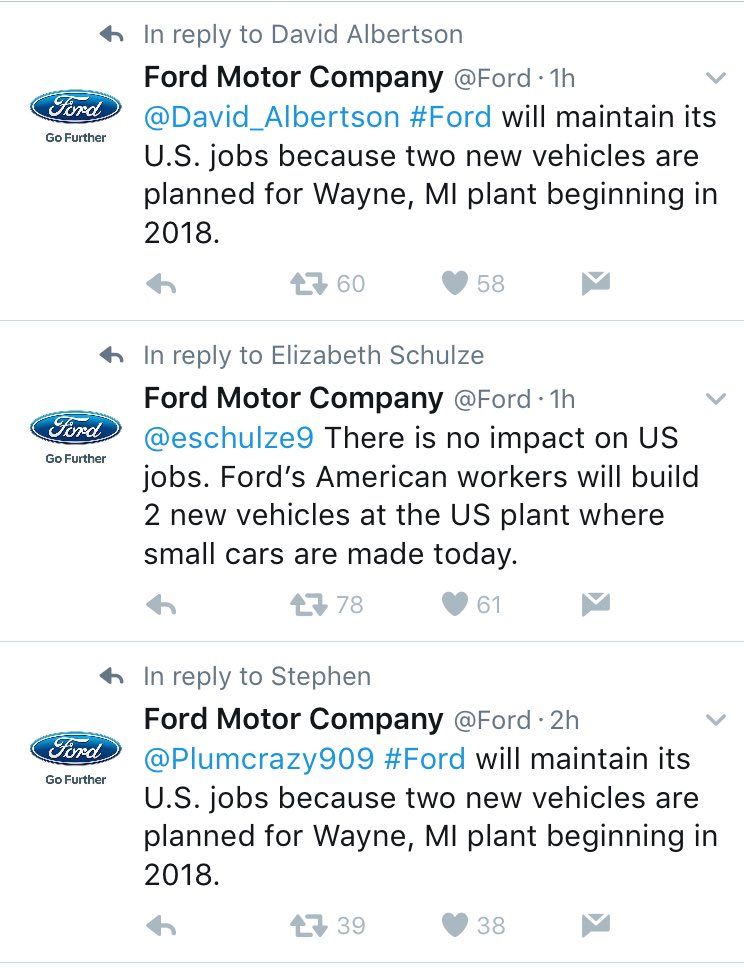 In reply to David Albertson
Ford Motor Company @Ford · 1h
Ford
Go Further
@David_Albertson #Ford will maintain its
U.S. jobs because two new vehicles are
planned for Wayne, MI plant beginning in
2018.
60 58
In reply to Elizabeth Schulze
Ford Motor Company @Ford · 1h
Ford
Go Further
@eschulze9 There is no impact on US
jobs. Ford’s American workers will build
2 new vehicles at the US plant where
small cars are made today.
78 61
In reply to Stephen
Ford Motor Company @Ford · 2h
Ford
Go Further
@Plumcrazy909 #Ford will maintain its
U.S. jobs because two new vehicles are
planned for Wayne, MI plant beginning in
2018.
39 38